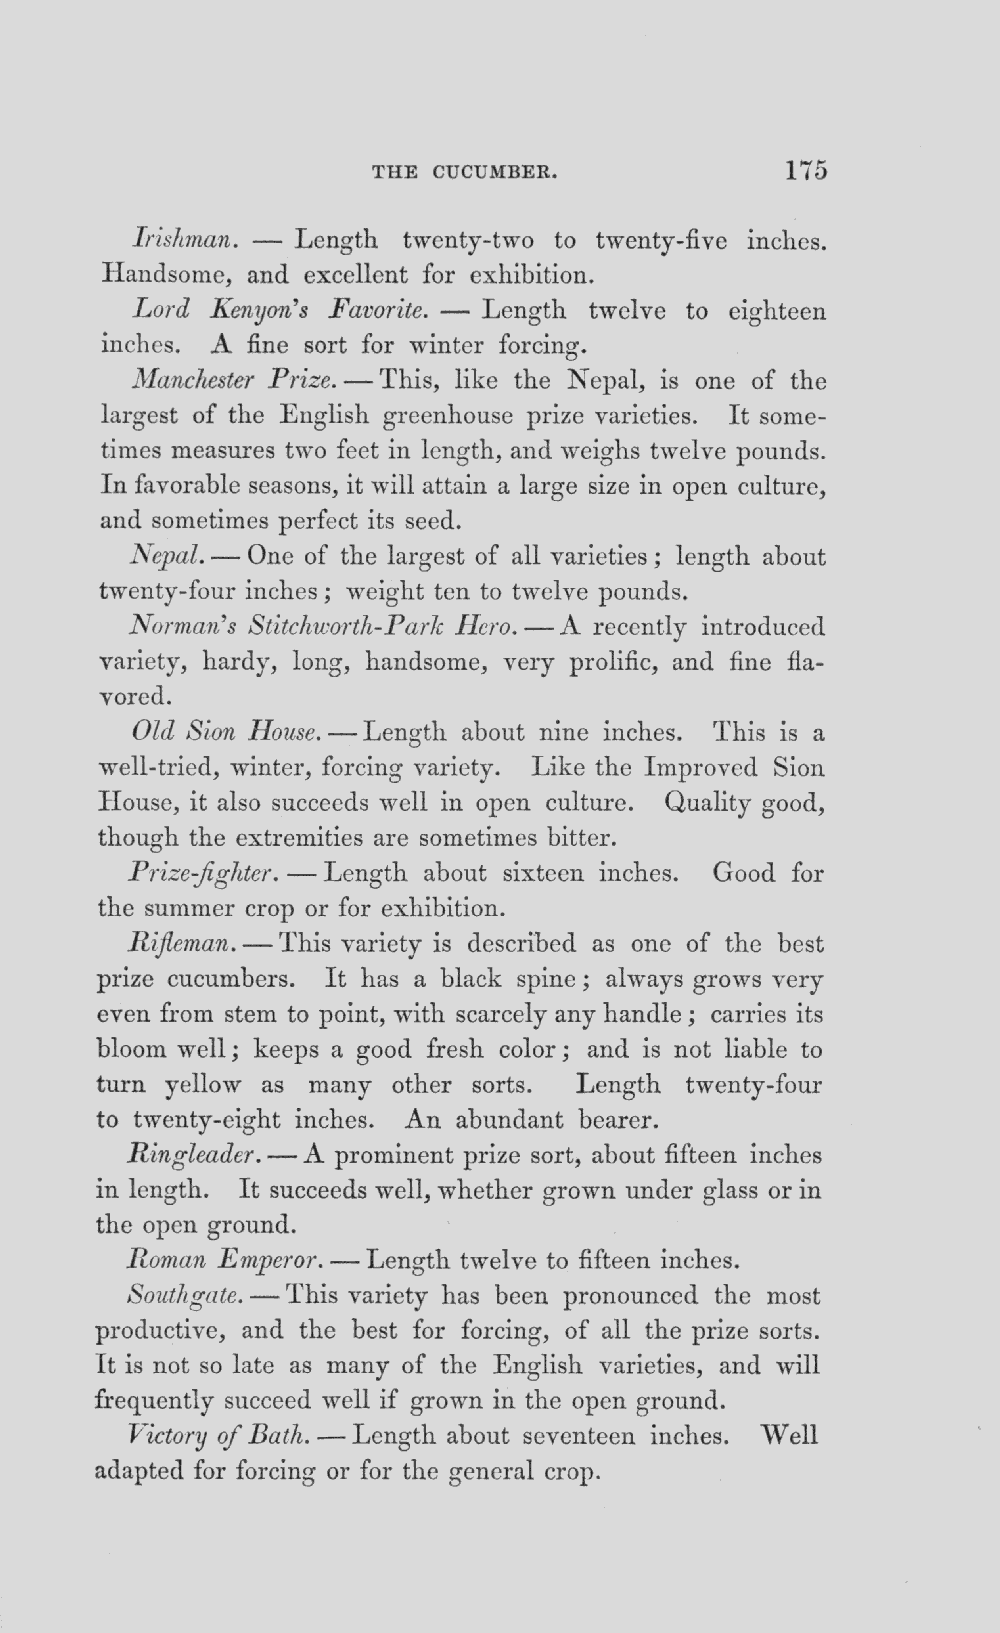 THE CUCUMBER. 175
Irishman. — Length twenty-two to twenty-five inches.
Handsome, and excellent for exhibition.
Lord Kenyon's Favorite. — Length twelve to eighteen
inches. A fine sort for winter forcing.
Manchester Prize. — This, like the Nepal, is one of the
largest of the English greenhouse prize varieties. It some-
times measures two feet in length, and weighs twelve pounds.
In favorable seasons, it will attain a large size in open culture,
and sometimes perfect its seed.
Nepal. — One of the largest of all varieties; length about
twenty-four inches; weight ten to twelve pounds.
Norman's Stitchworth-Park Hero. — A recently introduced
variety, hardy, long, handsome, very prolific, and fine fla-
vored.
Old Sion House. — Length about nine inches. This is a
well-tried, winter, forcing variety. Like the Improved Sion
House, it also succeeds well in open culture. Quality good,
though the extremities are sometimes bitter.
Prize-fighter. — Length about sixteen inches. Good for
the summer crop or for exhibition.
Rifleman. — This variety is described as one of the best
prize cucumbers. It has a black spine; always grows very
even from stem to point, with scarcely any handle; carries its
bloom well; keeps a good fresh color; and is not liable to
turn yellow as many other sorts. Length twenty-four
to twenty-eight inches. An abundant bearer.
Ringleader. — A prominent prize sort, about fifteen inches
in length. It succeeds well, whether grown under glass or in
the open ground.
Roman Emperor. — Length twelve to fifteen inches.
Southgate. — This variety has been pronounced the most
productive, and the best for forcing, of all the prize sorts.
It is not so late as many of the English varieties, and will
frequently succeed well if grown in the open ground.
Victory of Bath. — Length about seventeen inches. Well
adapted for forcing or for the general crop.